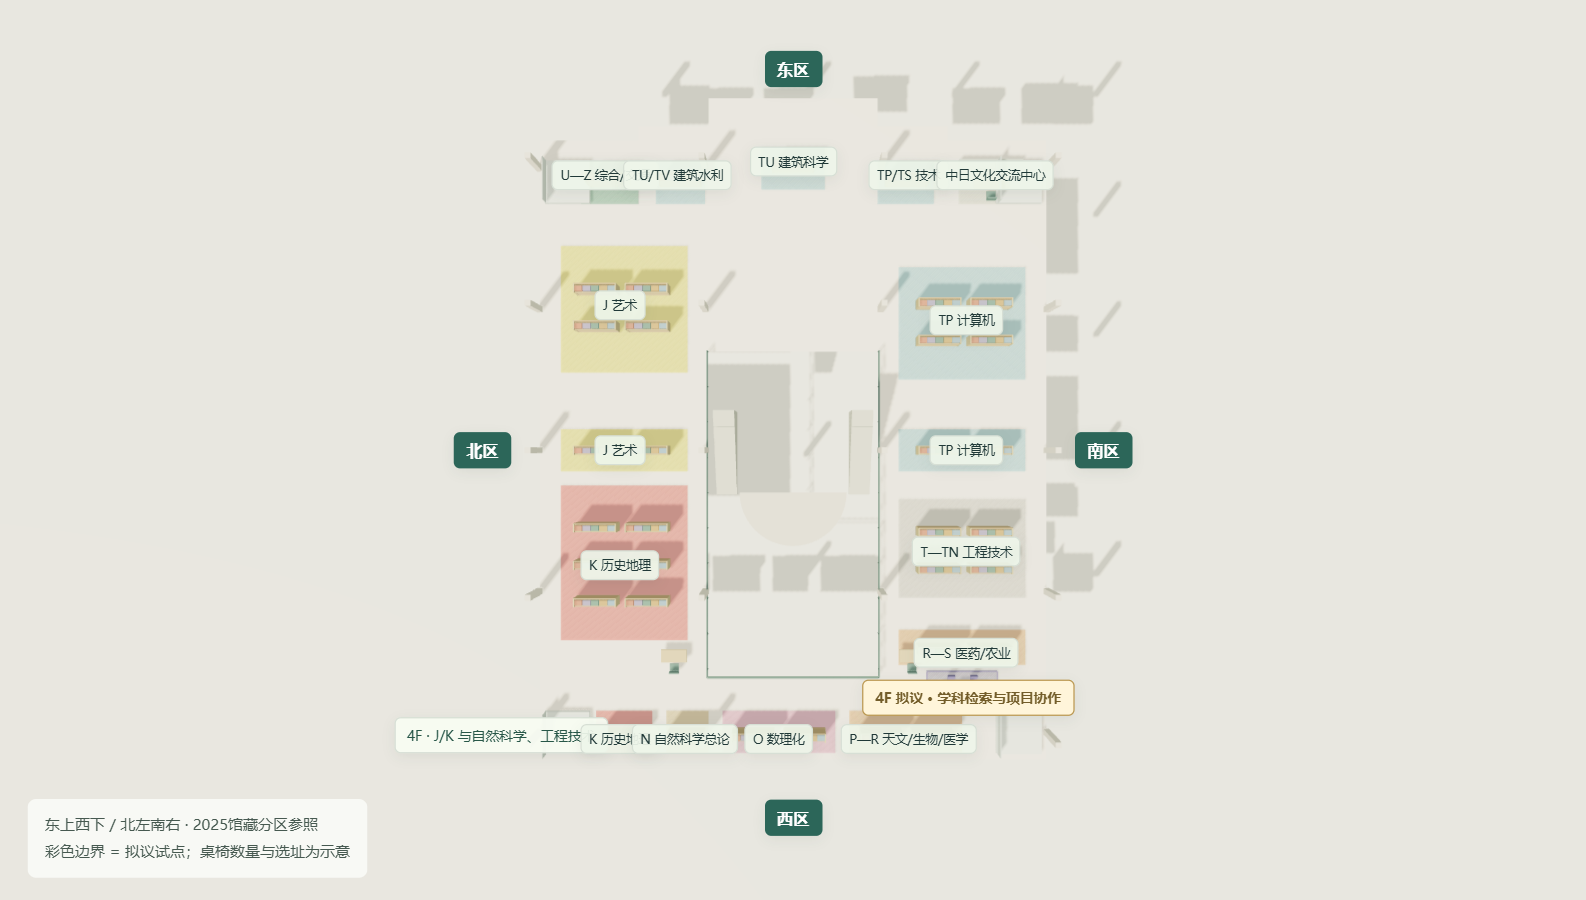 东区
TU 建筑科学
U—Z 综合/
TU/TV 建筑水利
TP/TS 技术
中日文化交流中心
J 艺术
TP 计算机
北区
J 艺术
TP 计算机
南区
T—TN 工程技术
K 历史地理
R—S 医药/农业
4F 拟议 • 学科检索与项目协作
4F · J/K 与自然科学、工程技
K 历史地
N 自然科学总论
O 数理化
P—R 天文/生物/医学
西区
东上西下 / 北左南右 · 2025馆藏分区参照
彩色边界 = 拟议试点；桌椅数量与选址为示意